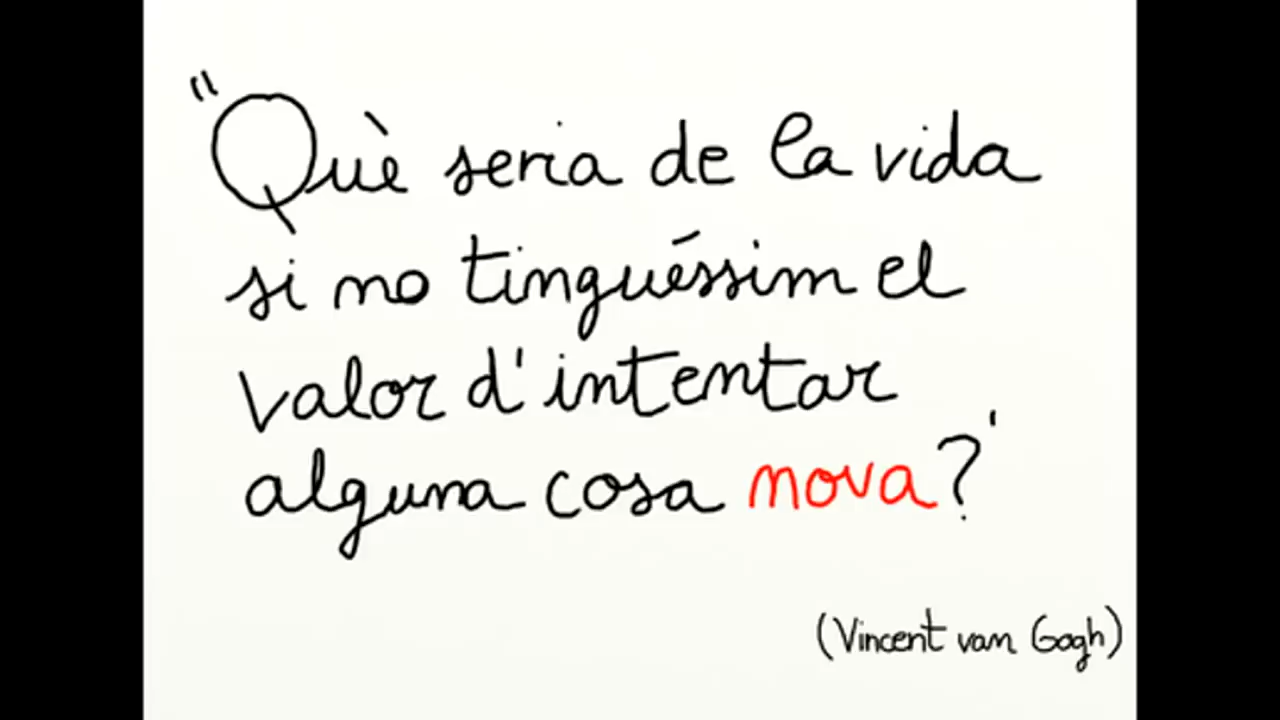 "Què seria de la vida
si no tinguéssim el
valor d'intentar
alguna cosa nova?'
(Vincent van Gogh)